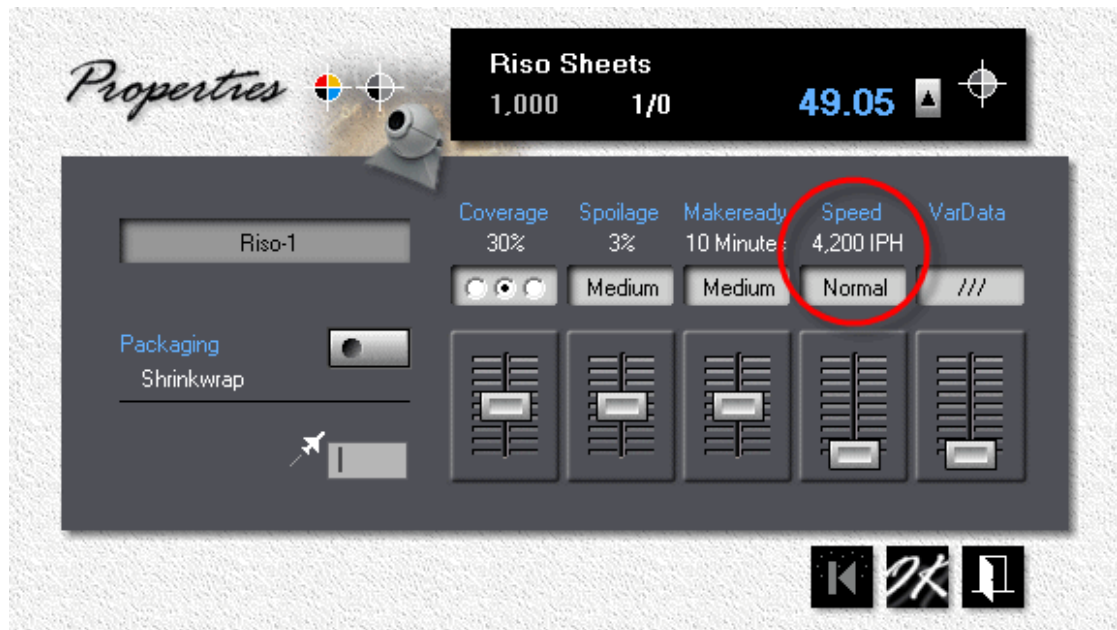 Properties
Riso Sheets
1,000 1/0 49.05
Coverage Spoilage Makeready Speed VarData
30% 3% 10 Minutes 4,200 IPH
Riso-1
Medium Medium Normal ///
Packaging
Shrinkwrap
OK